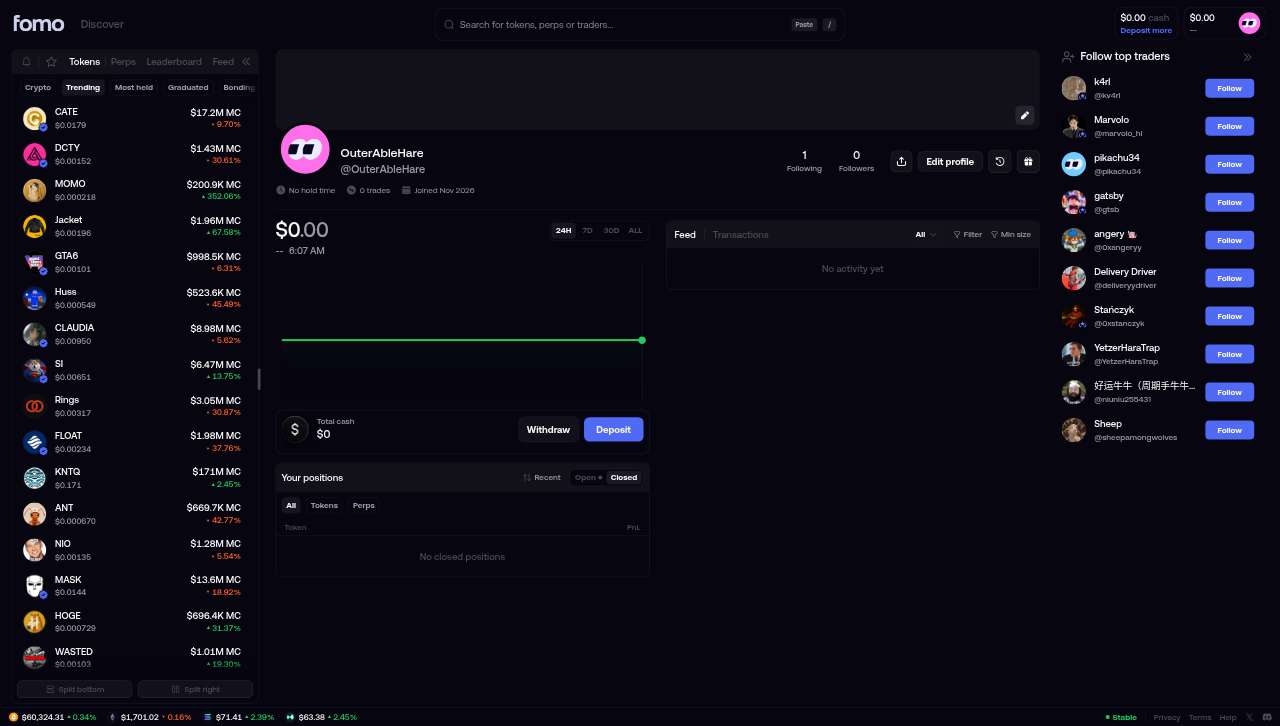 fomo Discover
Search for tokens, perps or traders... Paste /
$0.00 cash
Deposit more
$0.00
--
Tokens Perps Leaderboard Feed
Crypto Trending Most held Graduated Bonding
CATE $17.2M MC
$0.0179 9.70%
DCTY $1.43M MC
$0.00152 30.61%
MOMO $200.9K MC
$0.000218 352.06%
Jacket $1.96M MC
$0.00196 67.58%
GTA6 $998.5K MC
$0.00101 6.31%
Huss $523.6K MC
$0.000549 45.49%
CLAUDIA $8.98M MC
$0.00950 5.62%
SI $6.47M MC
$0.00651 13.75%
Rings $3.05M MC
$0.00317 30.87%
FLOAT $1.98M MC
$0.00234 37.76%
KNTQ $171M MC
$0.171 2.45%
ANT $669.7K MC
$0.000670 42.77%
NIO $1.28M MC
$0.00135 5.54%
MASK $13.6M MC
$0.0144 18.92%
HOGE $696.4K MC
$0.000729 31.37%
WASTED $1.01M MC
$0.00103 19.30%
Split bottom Split right
OuterAbleHare
@OuterAbleHare
No hold time 0 trades Joined Nov 2026
1 Following
0 Followers
Edit profile
$0.00
-- 6:07 AM
24H 7D 30D ALL
Total cash
$0
Withdraw Deposit
Your positions Recent Open Closed
All Tokens Perps
Token PnL
No closed positions
Feed Transactions All Filter Min size
No activity yet
Follow top traders
k4rl
@kv4rl
Follow
Marvolo
@marvolo_hl
Follow
pikachu34
@pikachu34
Follow
gatsby
@gtsb
Follow
angery
@0xangeryy
Follow
Delivery Driver
@deliveryydriver
Follow
Stańczyk
@0xstanczyk
Follow
YetzerHaraTrap
@YetzerHaraTrap
Follow
好运牛牛（周期手牛牛...
@niuniu255431
Follow
Sheep
@sheepamongwolves
Follow
$60,324.31 0.34% $1,701.02 0.16% $71.41 2.39% $63.38 2.45%
Stable Privacy Terms Help